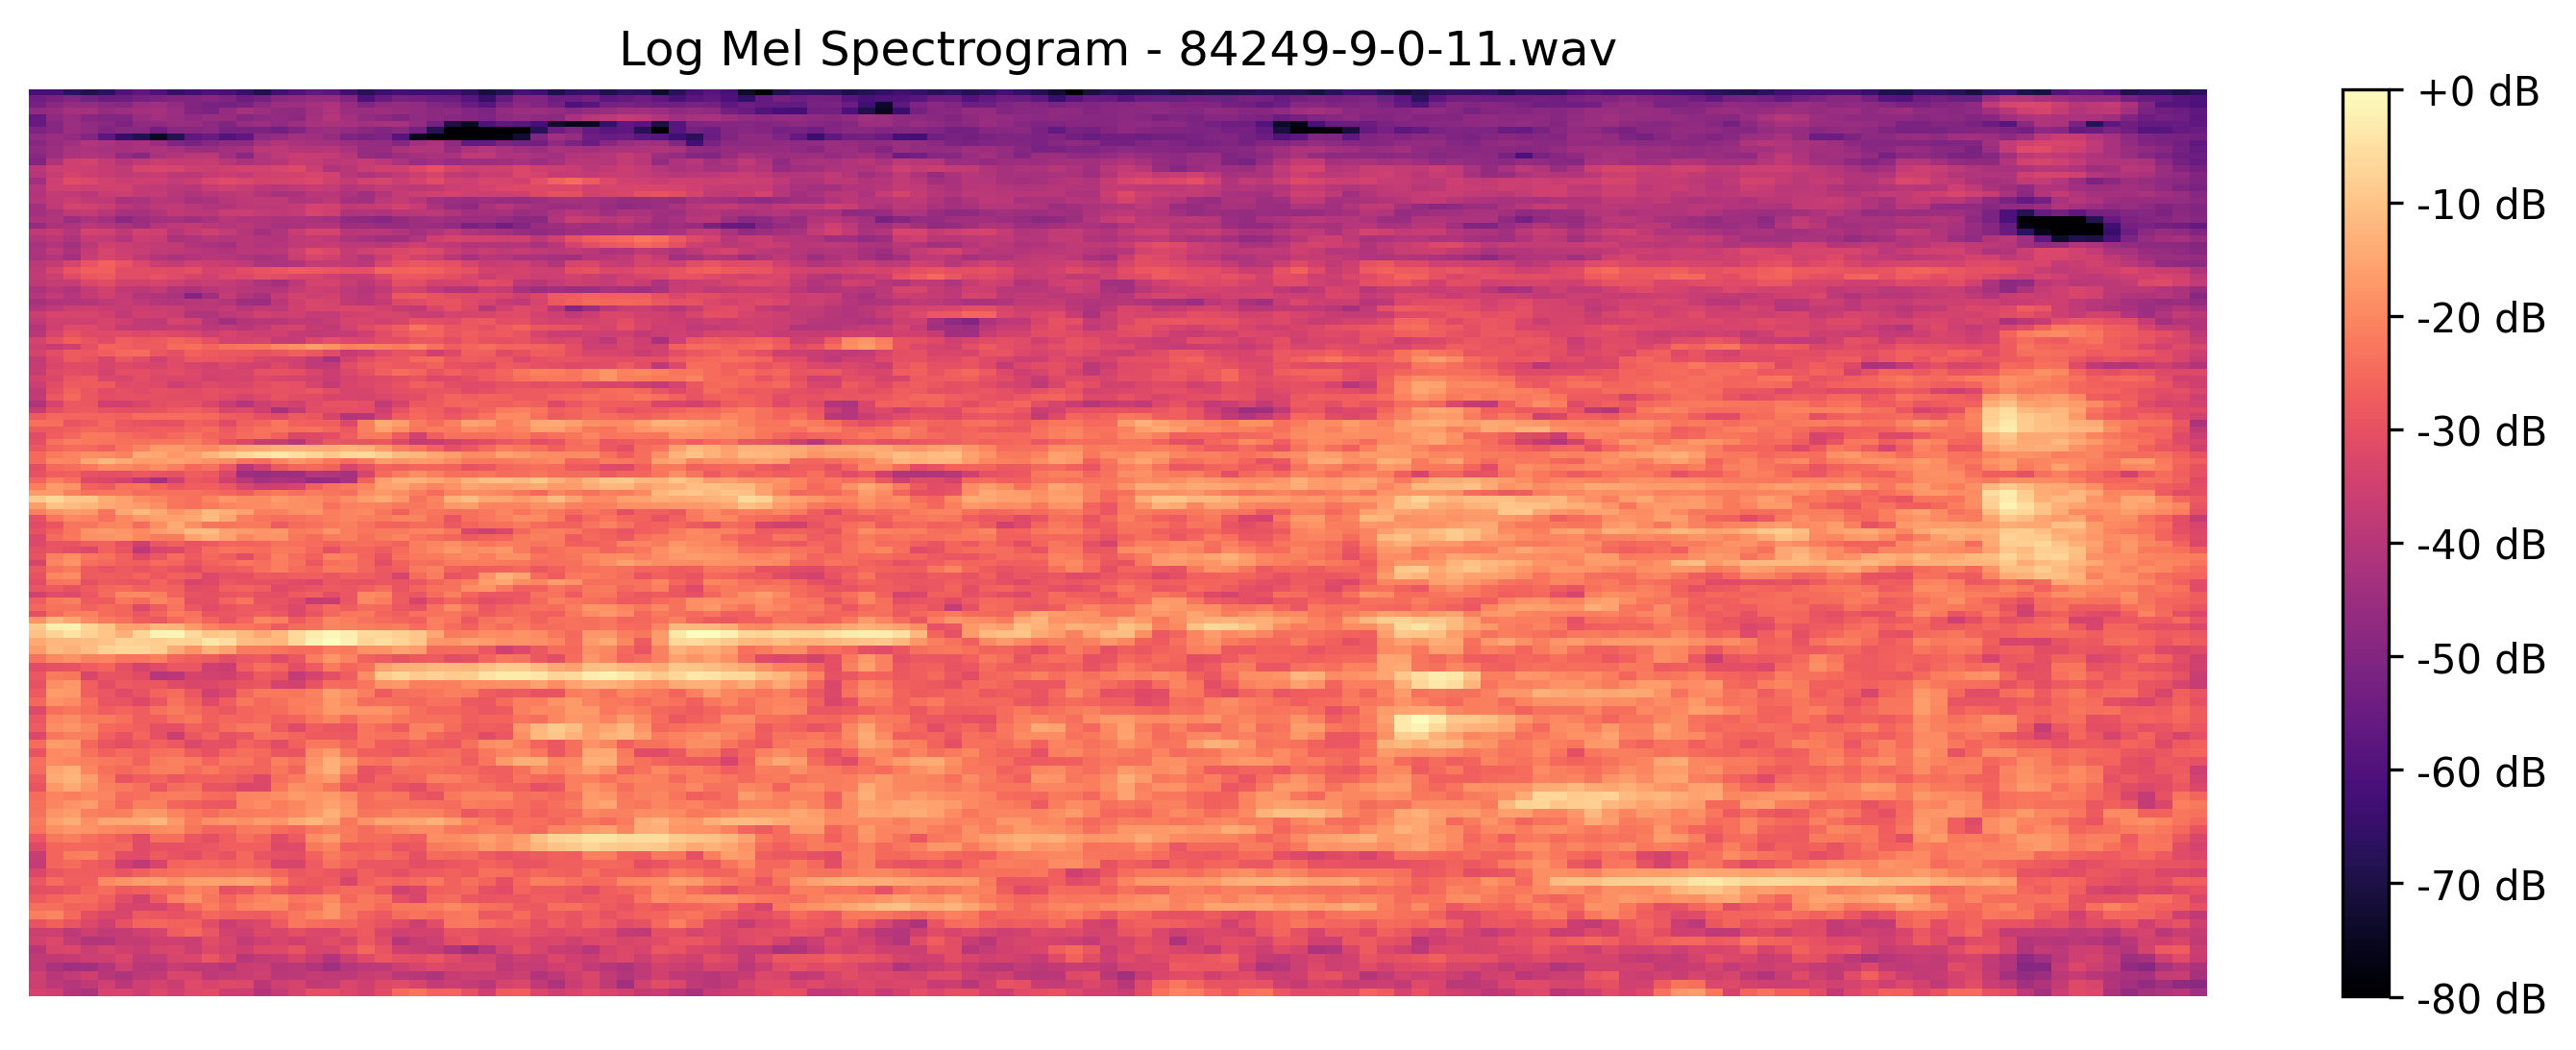 Log Mel Spectrogram - 84249-9-0-11.wav
+0 dB
-10 dB
-20 dB
-30 dB
-40 dB
-50 dB
-60 dB
-70 dB
-80 dB